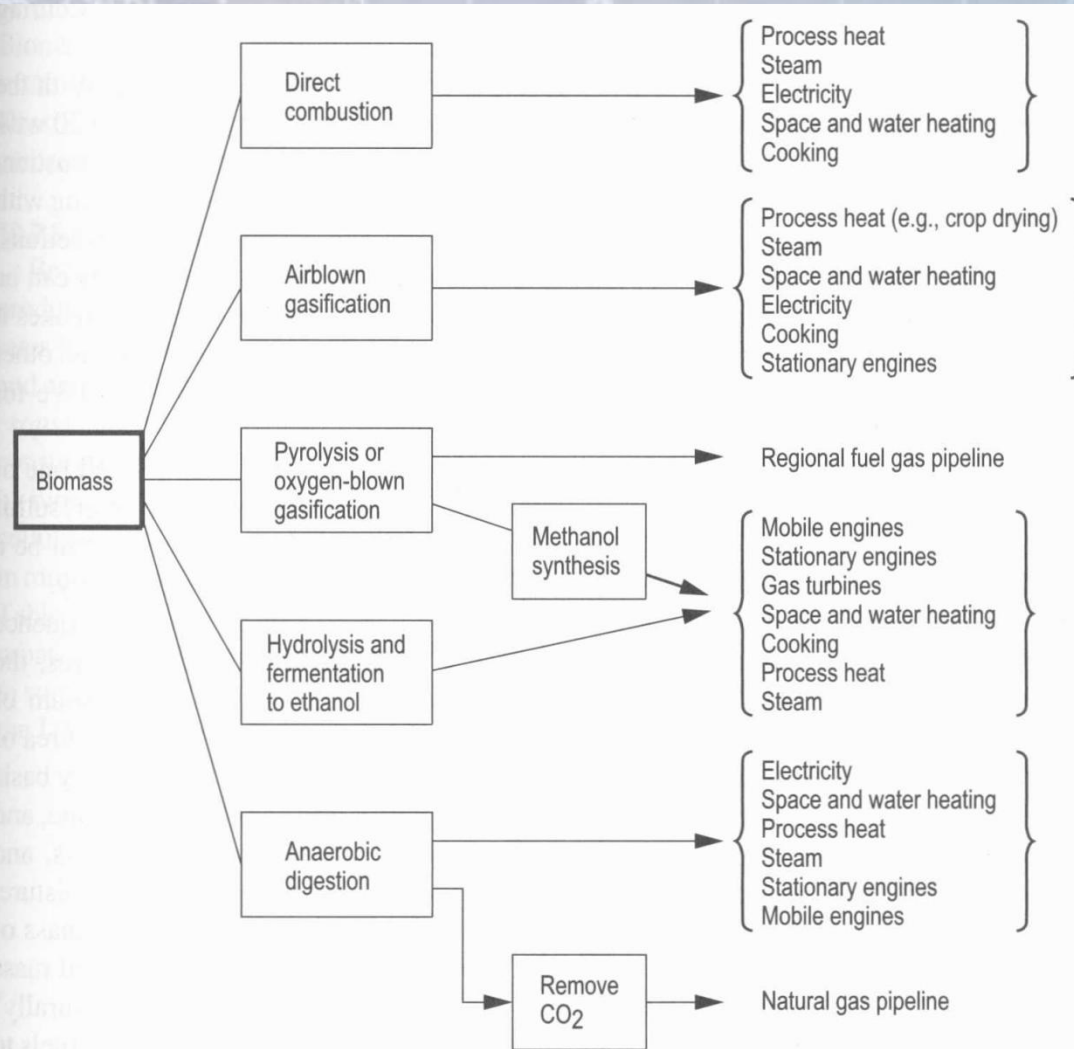 Direct
combustion
Process heat
Steam
Electricity
Space and water heating
Cooking
Airblown
gasification
Process heat (e.g., crop drying)
Steam
Space and water heating
Electricity
Cooking
Stationary engines
Biomass
Pyrolysis or
oxygen-blown
gasification
Regional fuel gas pipeline
Methanol
synthesis
Mobile engines
Stationary engines
Gas turbines
Space and water heating
Cooking
Process heat
Steam
Hydrolysis and
fermentation
to ethanol
Anaerobic
digestion
Electricity
Space and water heating
Process heat
Steam
Stationary engines
Mobile engines
Remove
CO2
Natural gas pipeline